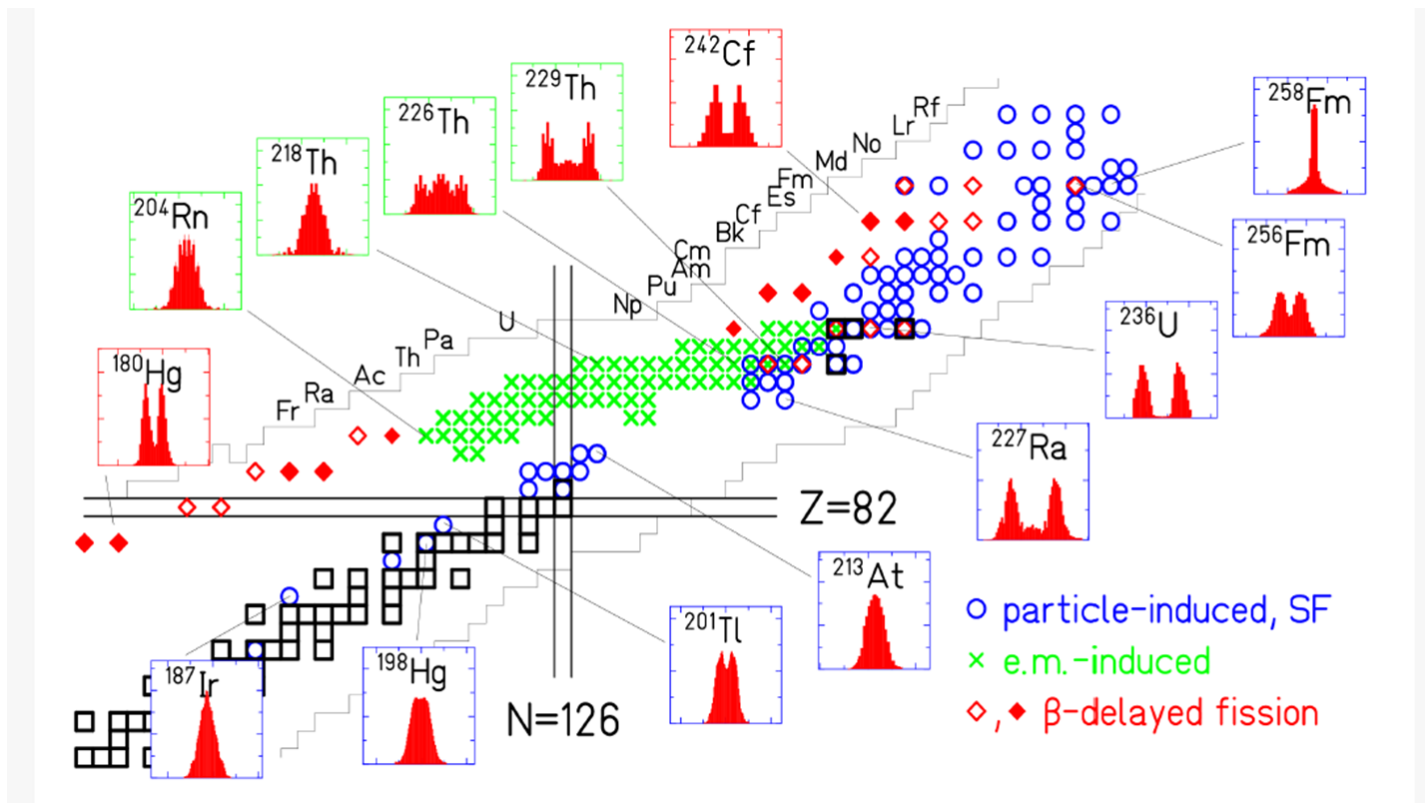 242Cf
229Th
226Th
218Th
204Rn
180Hg
258Fm
256Fm
236U
227Ra
213At
201Tl
198Hg
187Ir
Rf
Lr
No
Md
Fm
Es
Cf
Bk
Cm
Am
Pu
Np
U
Pa
Th
Ac
Ra
Fr
Z=82
N=126
particle-induced, SF
e.m.-induced
, β-delayed fission